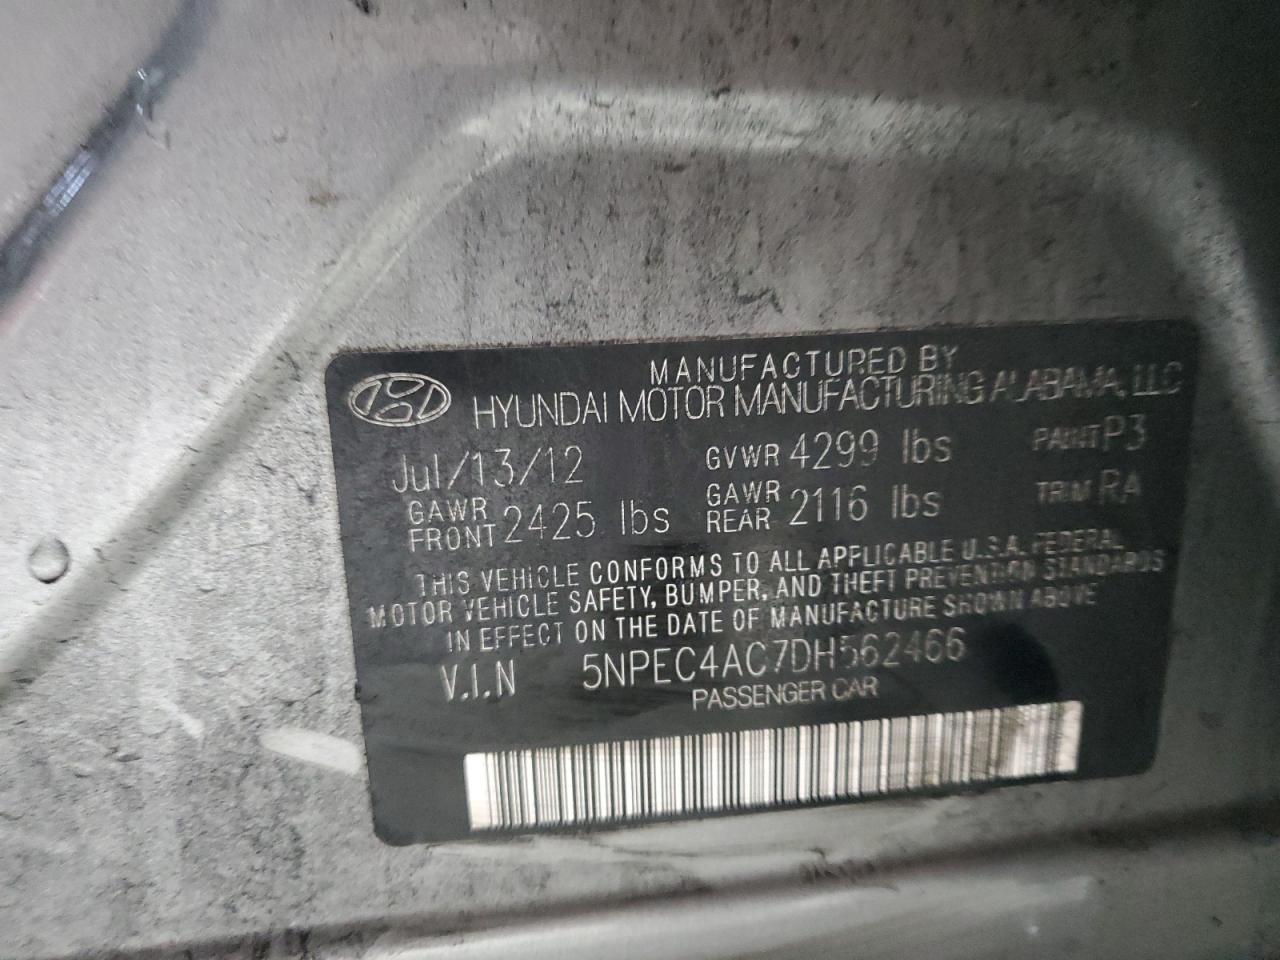 MANUFACTURED BY
HYUNDAI MOTOR MANUFACTURING ALABAMA, LLC
Jul/13/12 GVWR 4299 lbs PAINT P3
GAWR FRONT 2425 lbs GAWR REAR 2116 lbs TRIM RA
THIS VEHICLE CONFORMS TO ALL APPLICABLE U.S.A. FEDERAL
MOTOR VEHICLE SAFETY, BUMPER, AND THEFT PREVENTION STANDARDS
IN EFFECT ON THE DATE OF MANUFACTURE SHOWN ABOVE
V.I.N 5NPEC4AC7DH562466
PASSENGER CAR